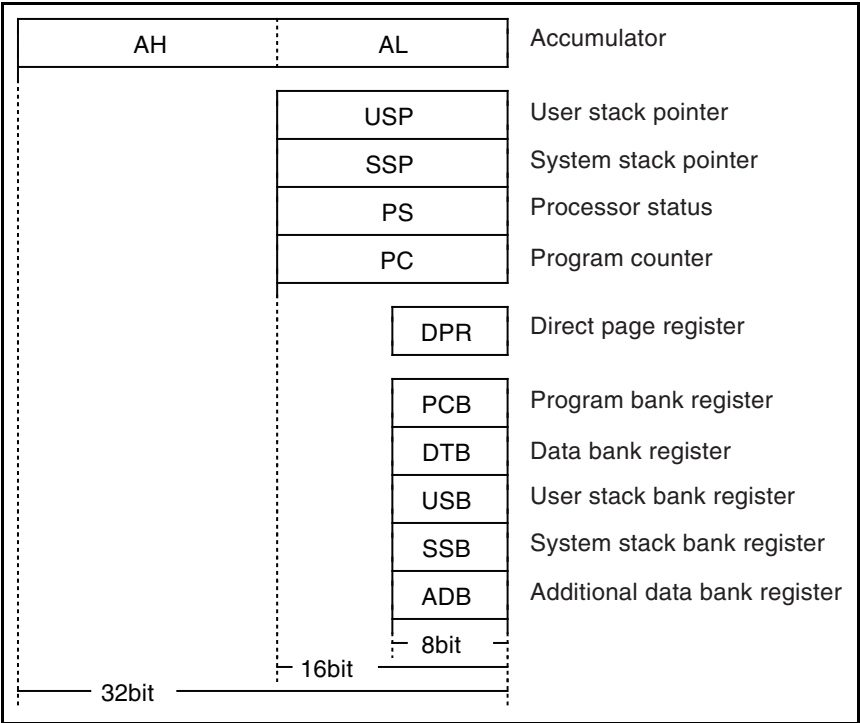 AH AL Accumulator
USP User stack pointer
SSP System stack pointer
PS Processor status
PC Program counter
DPR Direct page register
PCB Program bank register
DTB Data bank register
USB User stack bank register
SSB System stack bank register
ADB Additional data bank register
8bit
16bit
32bit